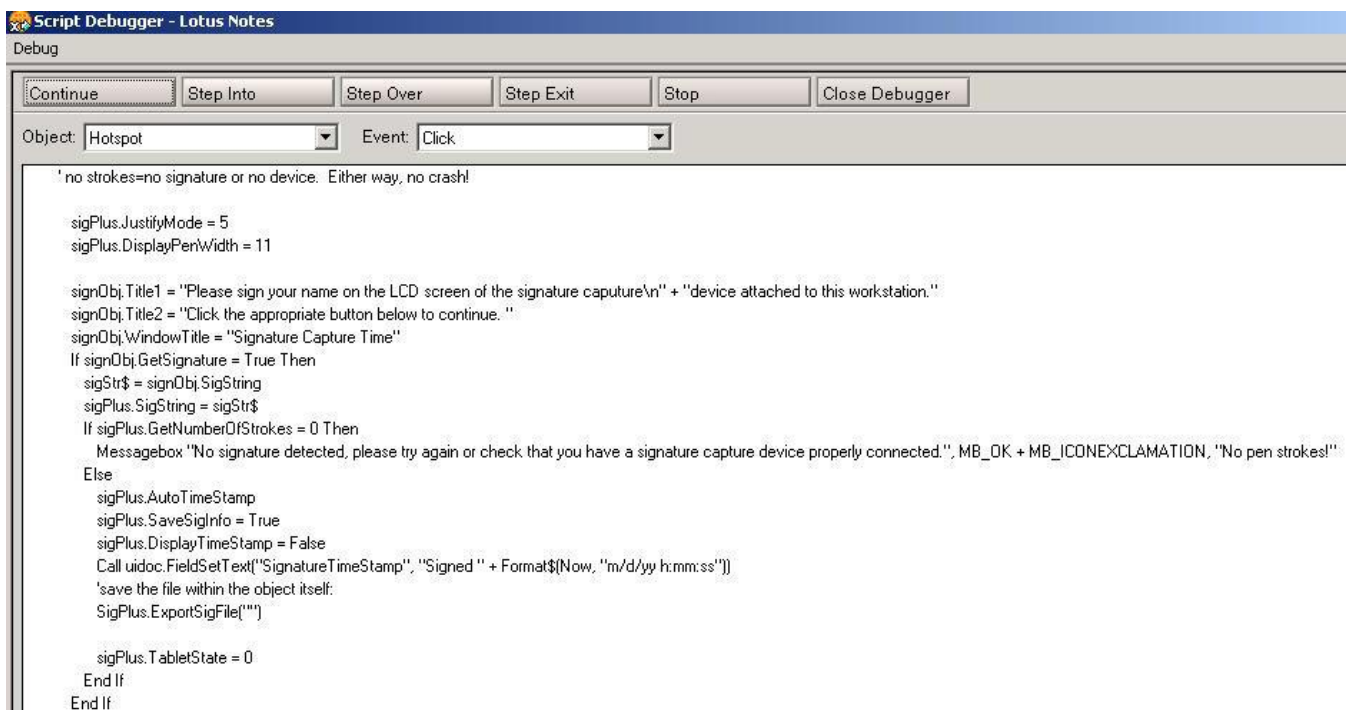 Script Debugger - Lotus Notes
Debug
Continue Step Into Step Over Step Exit Stop Close Debugger
Object: Hotspot Event: Click
' no strokes=no signature or no device. Either way, no crash!
sigPlus.JustifyMode = 5
sigPlus.DisplayPenWidth = 11
signObj.Title1 = "Please sign your name on the LCD screen of the signature caputure\n" + "device attached to this workstation."
signObj.Title2 = "Click the appropriate button below to continue. "
signObj.WindowTitle = "Signature Capture Time"
If signObj.GetSignature = True Then
sigStr$ = signObj.SigString
sigPlus.SigString = sigStr$
If sigPlus.GetNumberOfStrokes = 0 Then
Messagebox "No signature detected, please try again or check that you have a signature capture device properly connected.", MB_OK + MB_ICONEXCLAMATION, "No pen strokes!"
Else
sigPlus.AutoTimeStamp
sigPlus.SaveSigInfo = True
sigPlus.DisplayTimeStamp = False
Call uidoc.FieldSetText("SignatureTimeStamp", "Signed " + Format$(Now, "m/d/yy h:mm:ss"))
'save the file within the object itself:
SigPlus.ExportSigFile("")
sigPlus.TabletState = 0
End If
End If